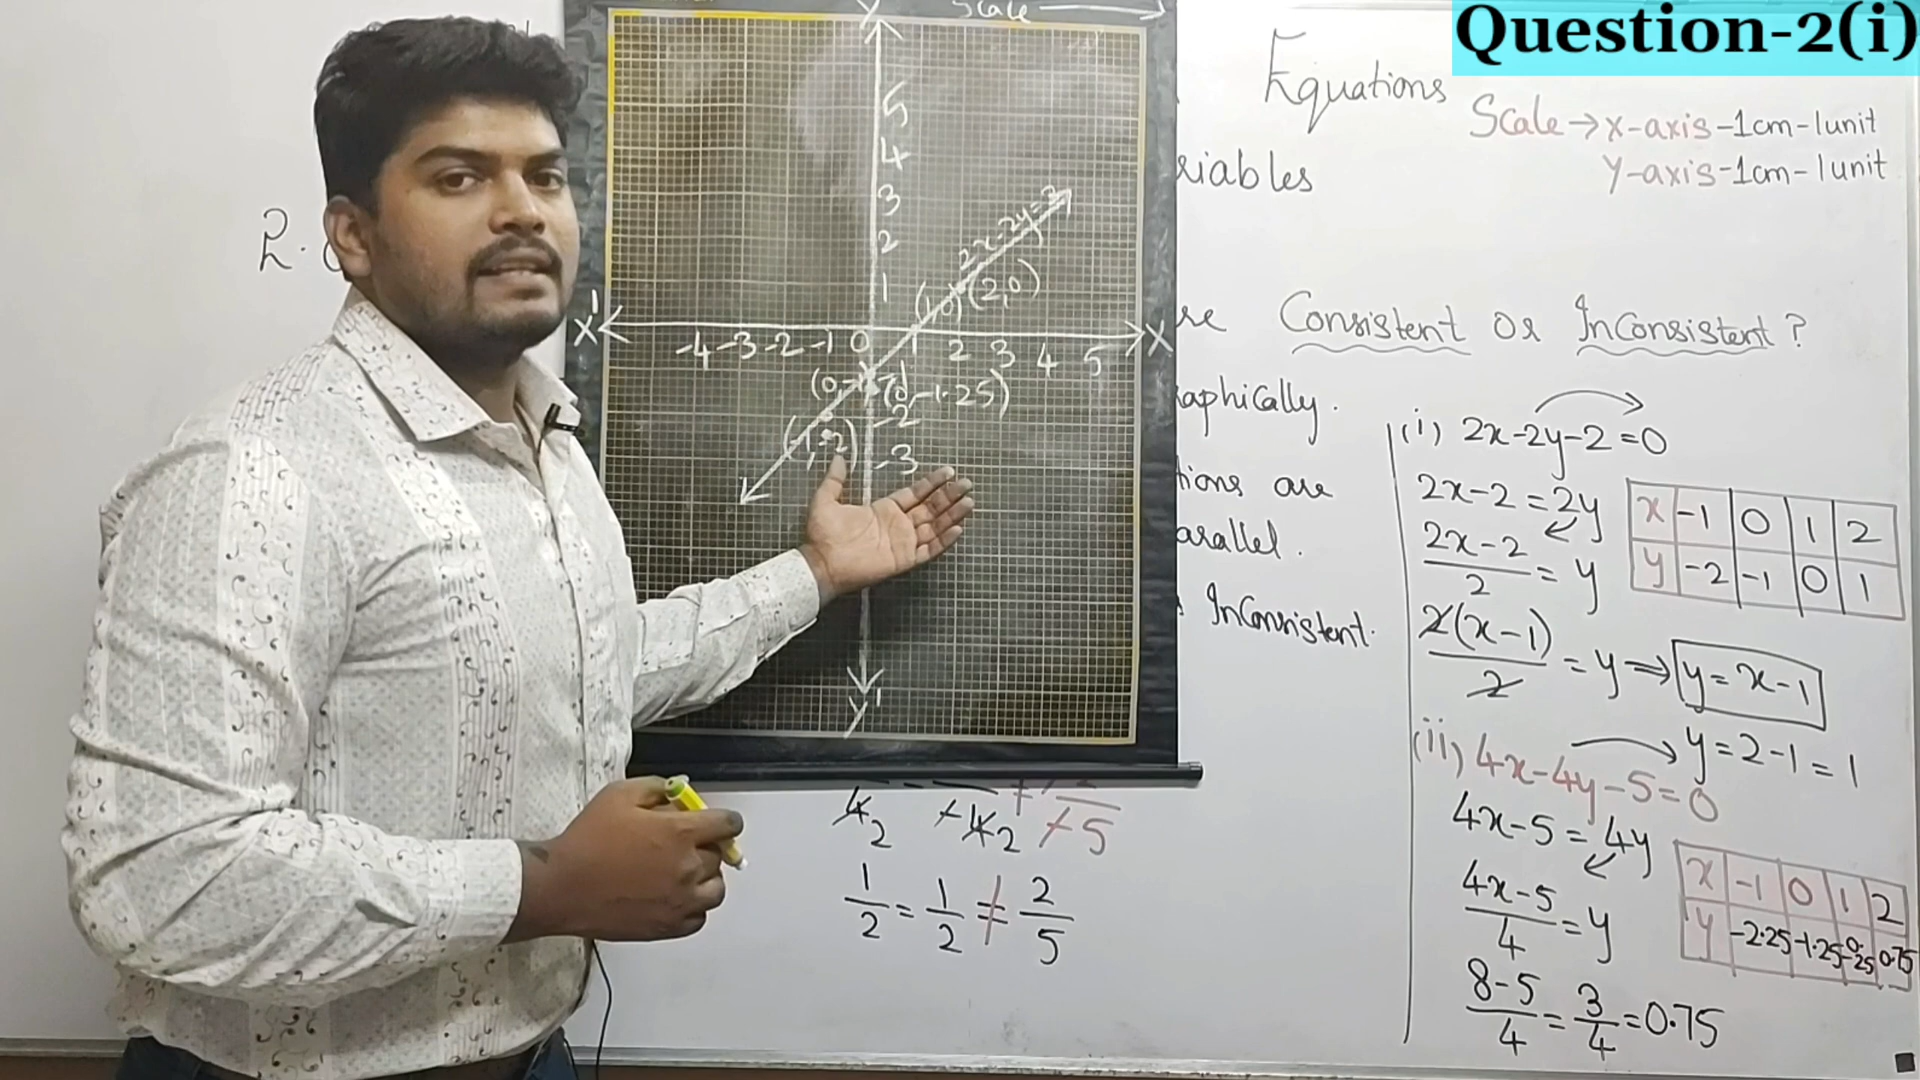 Question-2(i)
Equations
Scale→x-axis-1cm-1unit
y-axis-1cm-1unit
riables
re Consistent or InConsistent?
aphically.
tions are
arallel.
InConsistent.
Scale
5
4
3
2
1
2x-2y=3
(1,0) (2,0)
X' -4 -3 -2 -1 0 1 2 3 4 5 X
-1.25)
-2
(-1,-2)
-3
Y'
1/2 = 1/2 ≠ 2/5
(i) 2x-2y-2=0
2x-2=2y
(2x-2)/2 = y
2(x-1)/2 = y ⇒ y=x-1
x -1 0 1 2
y -2 -1 0 1
y=2-1=1
(ii) 4x-4y-5=0
4x-5=4y
(4x-5)/4 = y
(8-5)/4 = 3/4 = 0.75
x -1 0 1 2
y -2.25 -1.25 -0.25 0.75